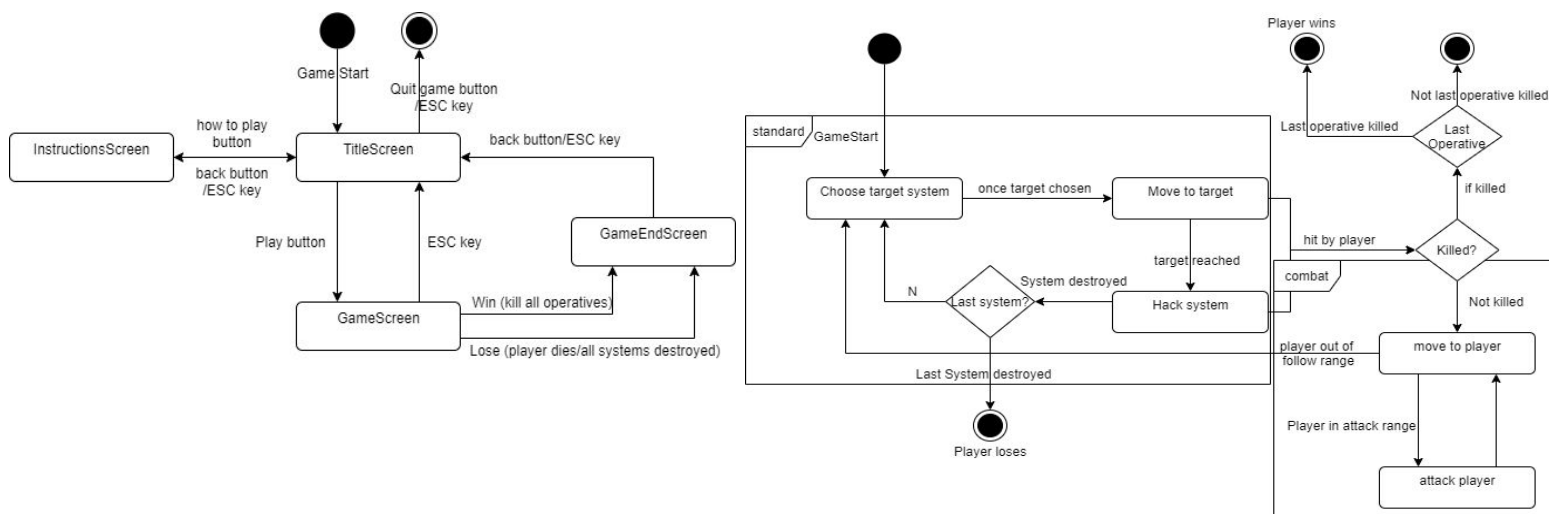 Game Start
Quit game button
/ESC key
how to play
button
InstructionsScreen
TitleScreen
back button/ESC key
back button
/ESC key
Play button
ESC key
GameEndScreen
Win (kill all operatives)
GameScreen
Lose (player dies/all systems destroyed)
Player wins
Not last operative killed
Last operative killed
Last
Operative
standard
GameStart
if killed
Choose target system
once target chosen
Move to target
hit by player
Killed?
target reached
combat
N
Last system?
System destroyed
Hack system
Not killed
player out of
follow range
move to player
Last System destroyed
Player in attack range
Player loses
attack player